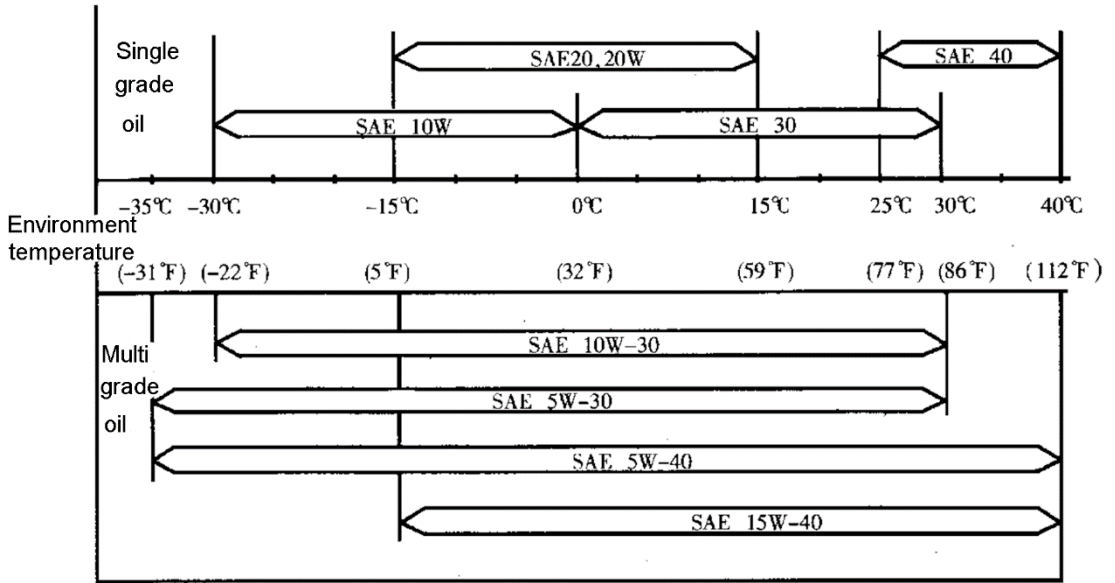 Single
grade
oil
SAE20,20W
SAE 40
SAE 10W
SAE 30
-35℃ -30℃ -15℃ 0℃ 15℃ 25℃ 30℃ 40℃
Environment
temperature
(-31°F) (-22°F) (5°F) (32°F) (59°F) (77°F) (86°F) (112°F)
Multi
grade
oil
SAE 10W-30
SAE 5W-30
SAE 5W-40
SAE 15W-40